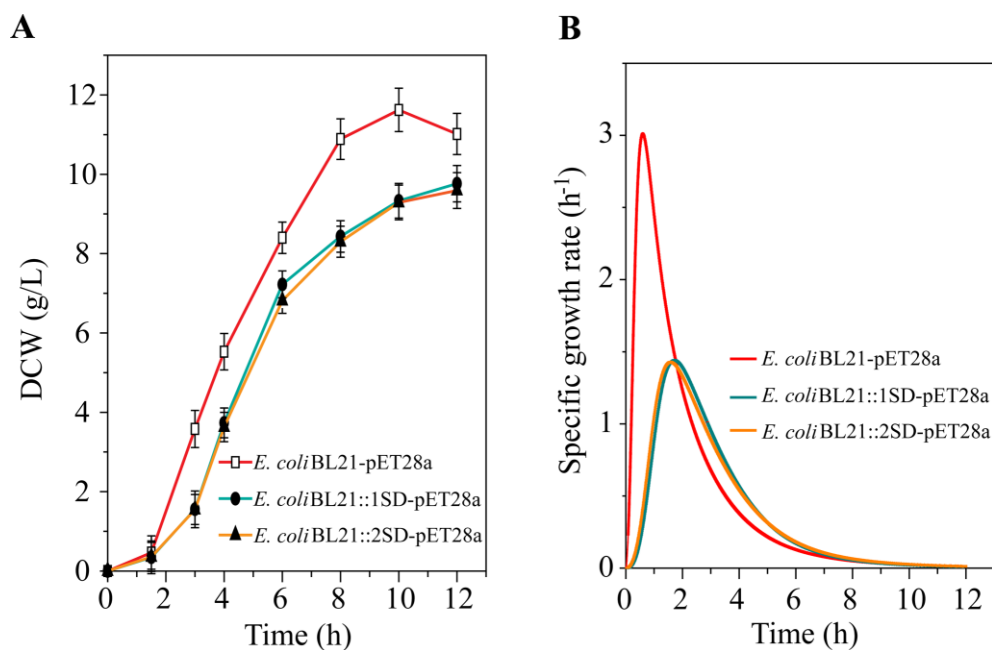 A
DCW (g/L)
12
10
8
6
4
2
0
E. coli BL21-pET28a
E. coli BL21::1SD-pET28a
E. coli BL21::2SD-pET28a
0 2 4 6 8 10 12
Time (h)
B
Specific growth rate (h-1)
3
2
1
0
E. coli BL21-pET28a
E. coli BL21::1SD-pET28a
E. coli BL21::2SD-pET28a
0 2 4 6 8 10 12
Time (h)